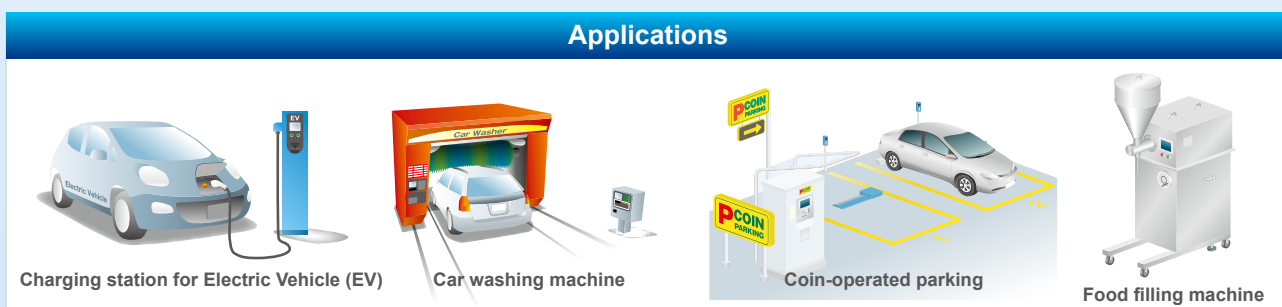 Applications
EV
Electric Vehicle
Charging station for Electric Vehicle (EV)
Car Washer
Car washing machine
P COIN
PARKING
P COIN
PARKING
Coin-operated parking
Food filling machine